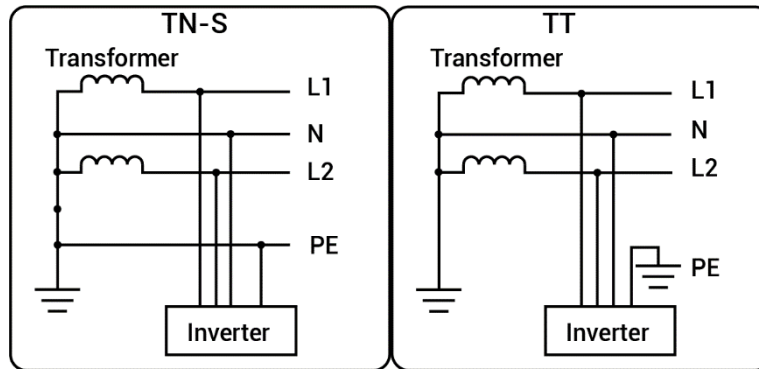 TN-S
Transformer
L1
N
L2
PE
Inverter
TT
Transformer
L1
N
L2
PE
Inverter